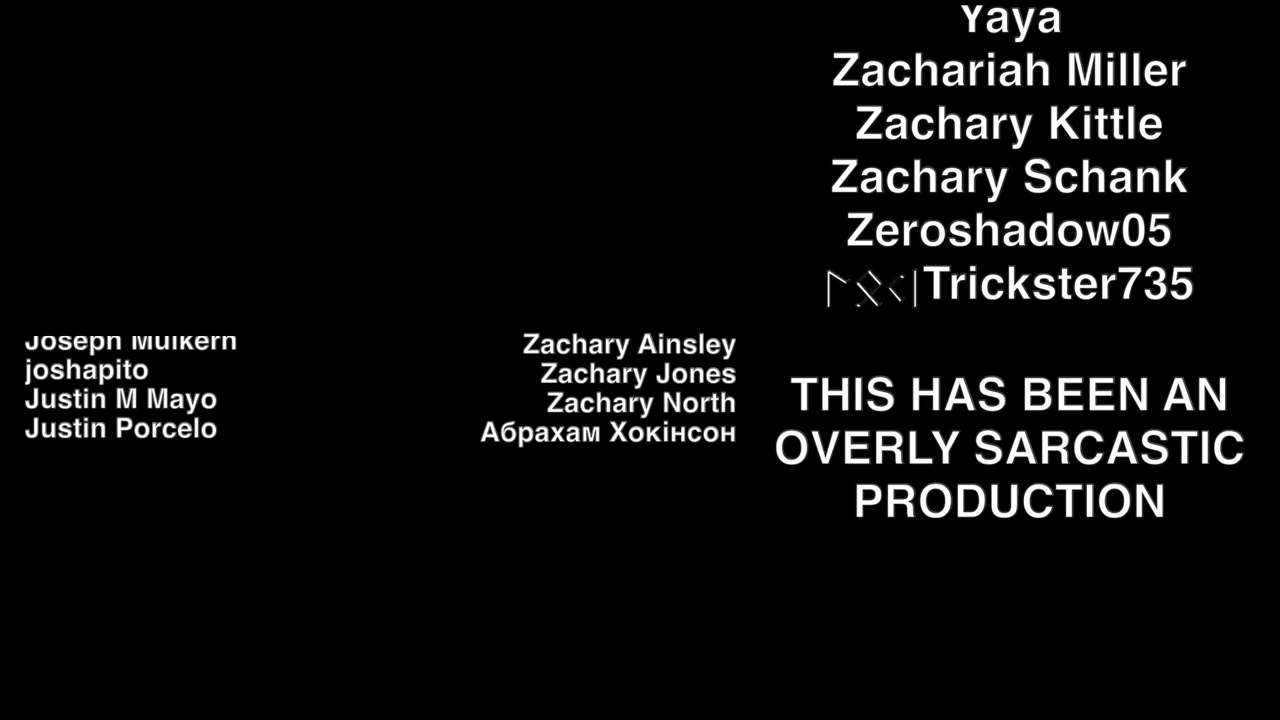 Joseph Mulkern
joshapito
Justin M Mayo
Justin Porcelo
Zachary Ainsley
Zachary Jones
Zachary North
Абрахам Хокінсон
Yaya
Zachariah Miller
Zachary Kittle
Zachary Schank
Zeroshadow05
ᛚᛟᚲᛁTrickster735
THIS HAS BEEN AN
OVERLY SARCASTIC
PRODUCTION